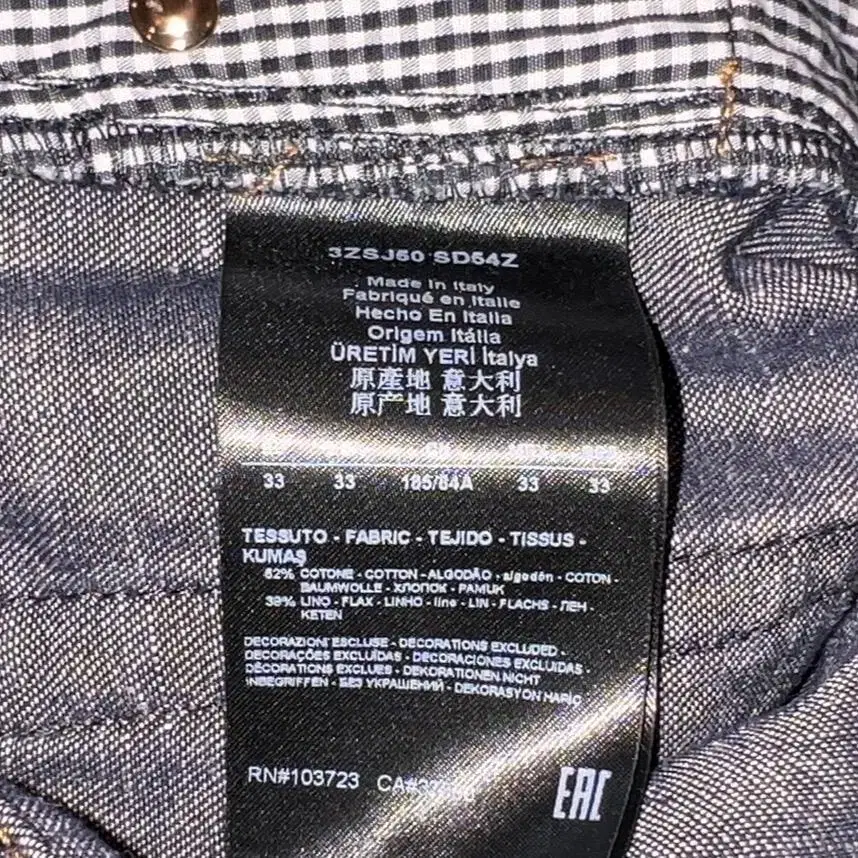 3ZSJ50 SD54Z
Made in Italy
Fabriqué en Italie
Hecho En Italia
Origem Itália
ÜRETİM YERİ İtalya
原產地 意大利
原产地 意大利
33 33 185/84A 33 33
TESSUTO - FABRIC - TEJIDO - TISSUS -
KUMAŞ
62% COTONE - COTTON - ALGODÃO - algodón - COTON -
BAUMWOLLE - ХЛОПОК - PAMUK
38% LINO - FLAX - LINHO - lino - LIN - FLACHS - ЛЕН -
KETEN
DECORAZIONI ESCLUSE - DECORATIONS EXCLUDED -
DECORAÇÕES EXCLUÍDAS - DECORACIONES EXCLUIDAS -
DÉCORATIONS EXCLUES - DEKORATIONEN NICHT
INBEGRIFFEN - БЕЗ УКРАШЕНИЙ - DEKORASYON HARİÇ
RN#103723
EAC